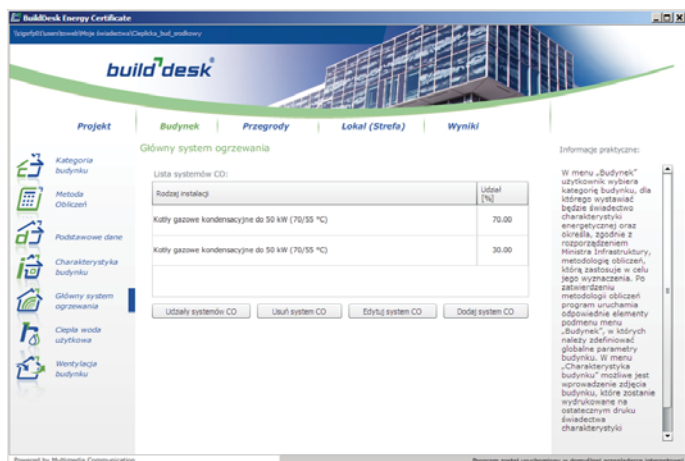 BuildDesk Energy Certificate
build desk
Projekt
Budynek
Przegrody
Lokal (Strefa)
Wyniki
Kategoria
budynku
Metoda
Obliczeń
Podstawowe dane
Charakterystyka
budynku
Główny system
ogrzewania
Ciepła woda
użytkowa
Wentylacja
budynku
Główny system ogrzewania
Lista systemów CO:
Rodzaj instalacji
Udział
[%]
Kotły gazowe kondensacyjne do 50 kW (70/55 °C)
70.00
Kotły gazowe kondensacyjne do 50 kW (70/55 °C)
30.00
Udziały systemów CO
Usuń system CO
Edytuj system CO
Dodaj system CO
Informacje praktyczne:
W menu „Budynek”
użytkownik wybiera
kategorię budynku, dla
którego wystawiać
będzie świadectwo
charakterystyki
energetycznej oraz
określa, zgodnie z
rozporządzeniem
Ministra Infrastruktury,
metodologię obliczeń,
którą zastosuje w celu
jego wyznaczenia. Po
zatwierdzeniu
metodologii obliczeń
program uruchamia
odpowiednie elementy
podmenu menu
„Budynek”, w których
należy zdefiniować
globalne parametry
budynku. W menu
„Charakterystyka
budynku” możliwe jest
wprowadzenie zdjęcia
budynku, które zostanie
wydrukowane na
ostatecznym druku
świadectwa
charakterystyki
Powered by Multimedia Communication